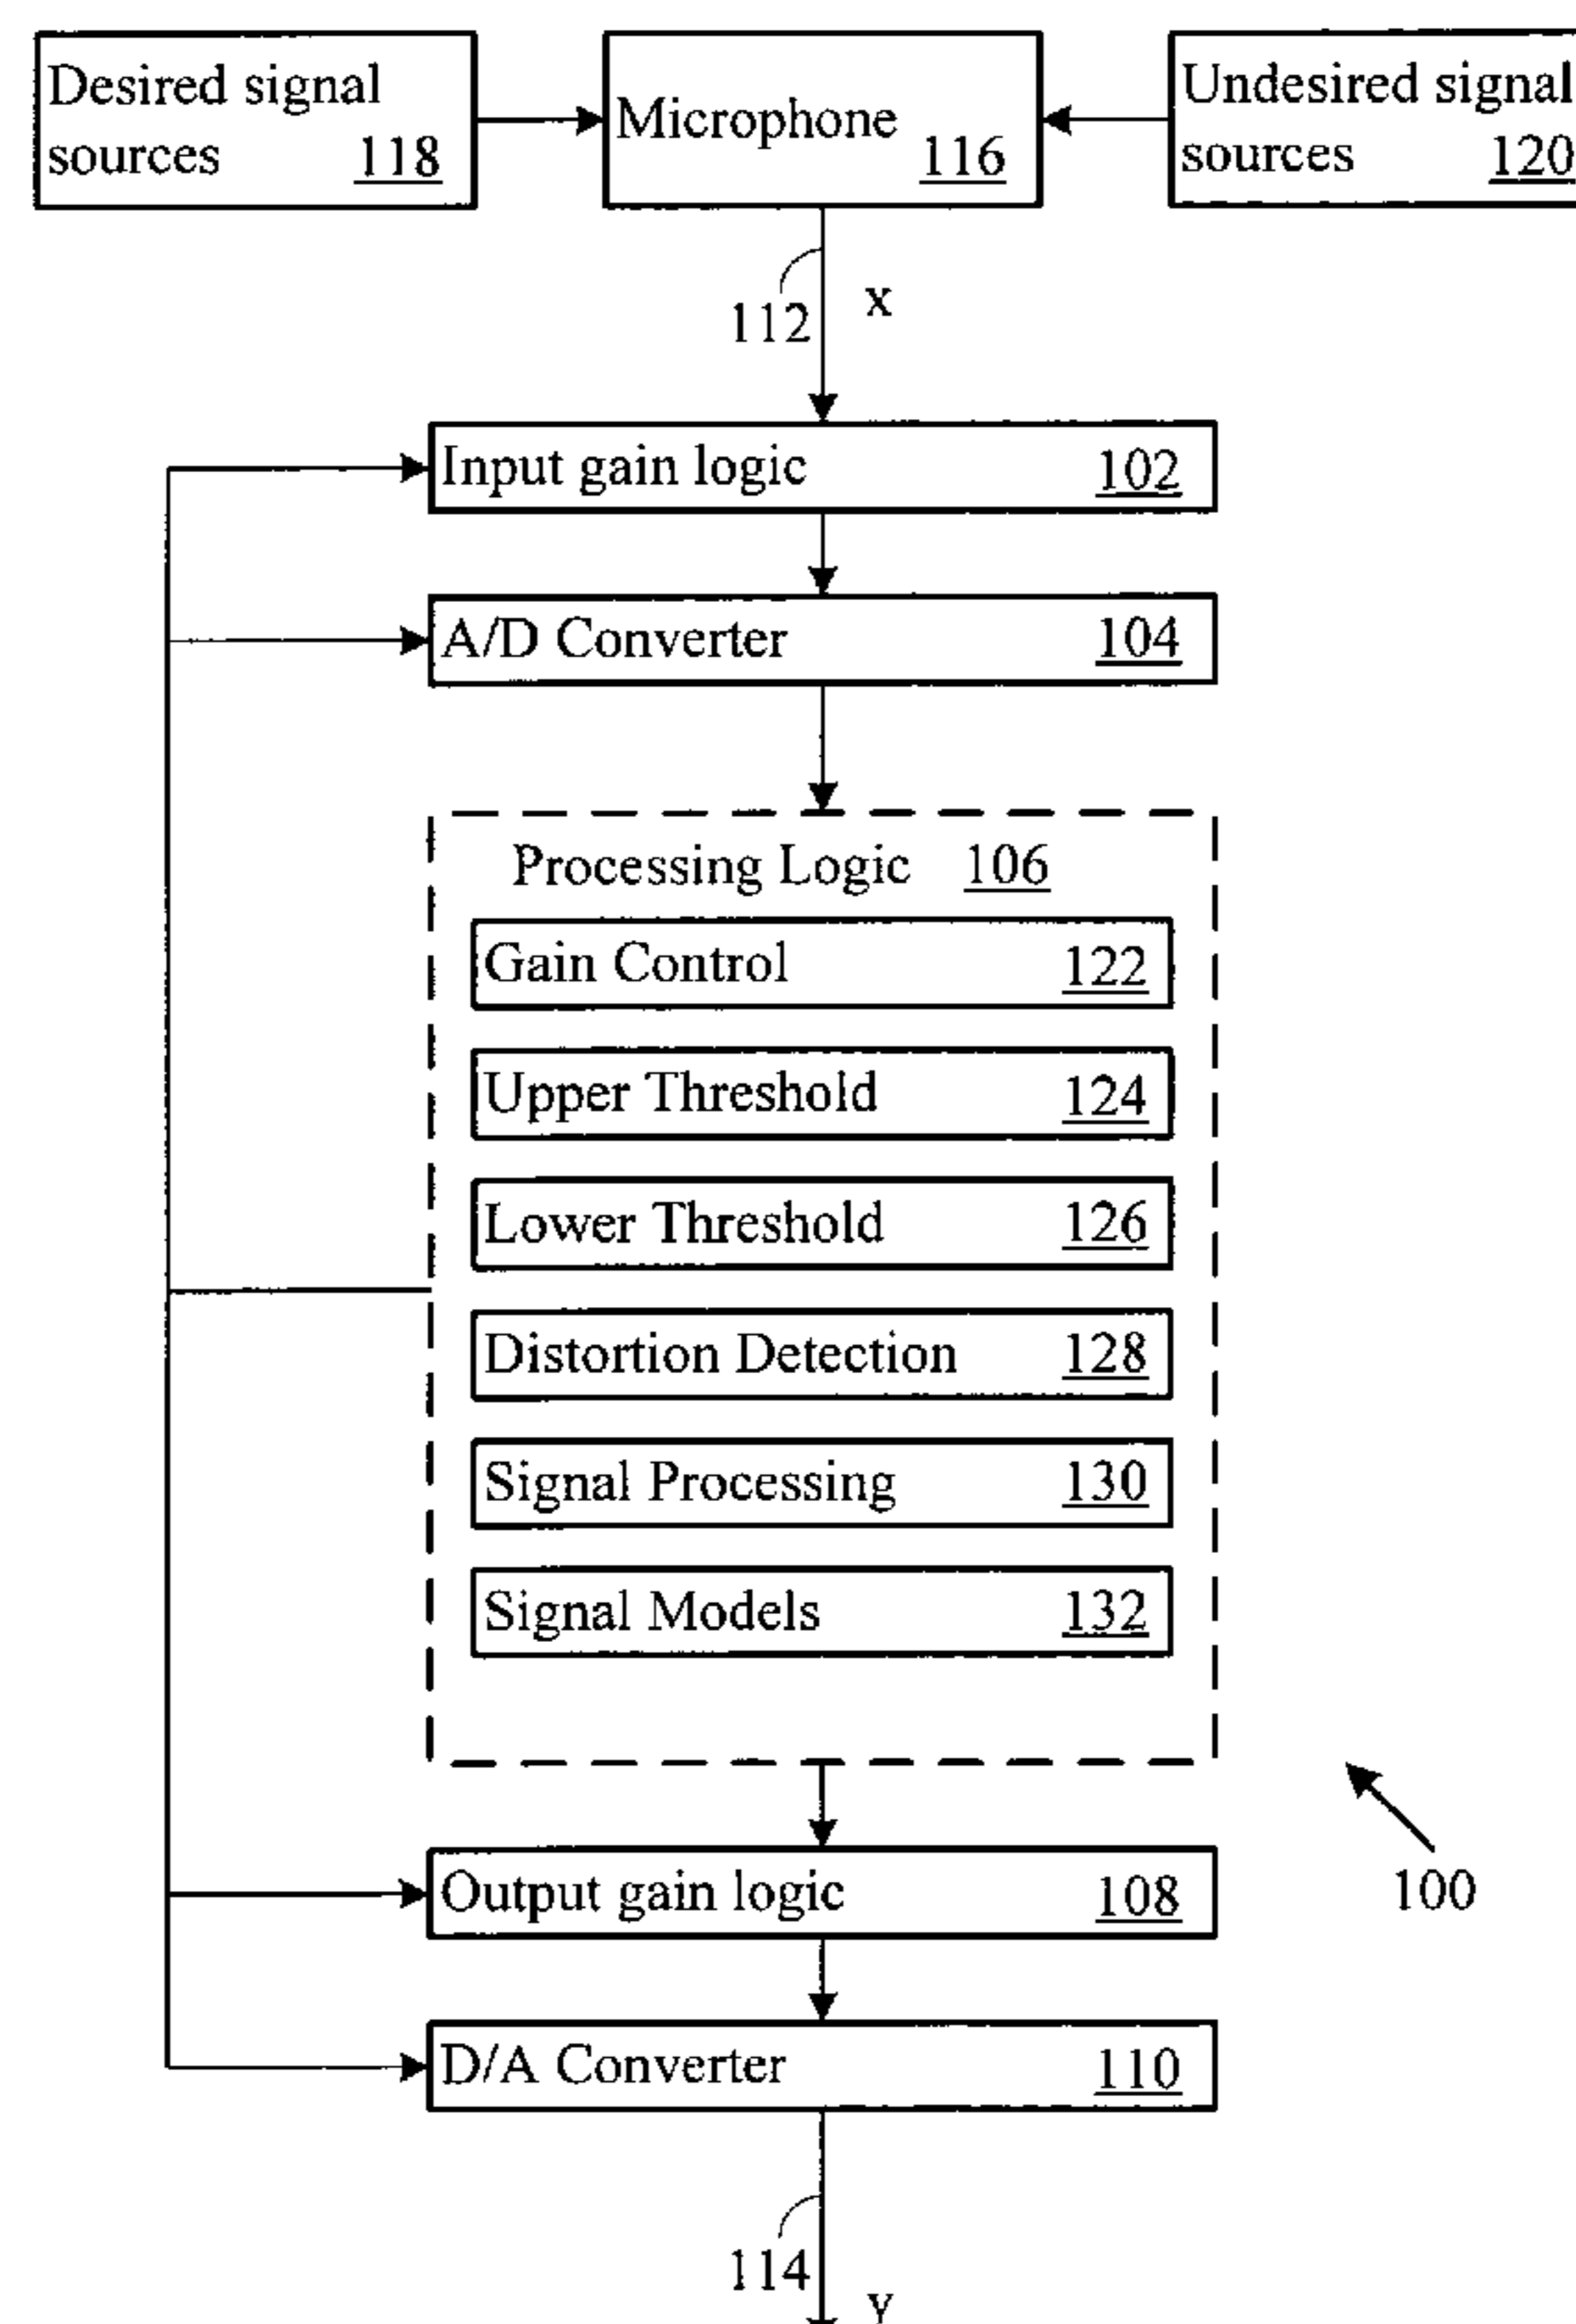 Desired signal
sources 118
Microphone 116
Undesired signal
sources 120
112 x
Input gain logic 102
A/D Converter 104
Processing Logic 106
Gain Control 122
Upper Threshold 124
Lower Threshold 126
Distortion Detection 128
Signal Processing 130
Signal Models 132
Output gain logic 108
100
D/A Converter 110
114 y